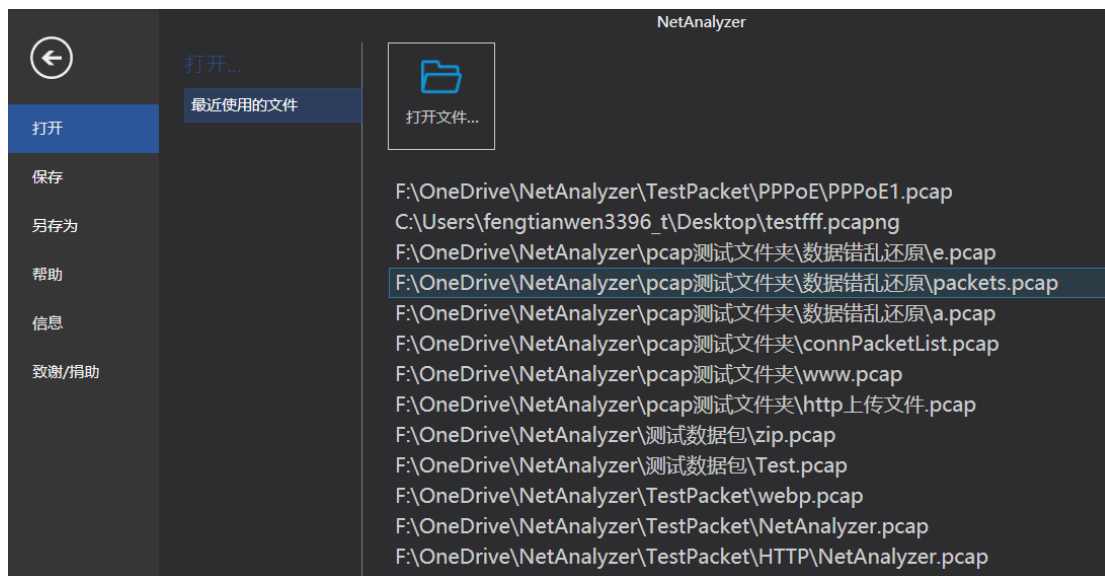 NetAnalyzer
打开
保存
另存为
帮助
信息
致谢/捐助
打开...
最近使用的文件
打开文件...
F:\OneDrive\NetAnalyzer\TestPacket\PPPoE\PPPoE1.pcap
C:\Users\fengtianwen3396_t\Desktop\testfff.pcapng
F:\OneDrive\NetAnalyzer\pcap测试文件夹\数据错乱还原\e.pcap
F:\OneDrive\NetAnalyzer\pcap测试文件夹\数据错乱还原\packets.pcap
F:\OneDrive\NetAnalyzer\pcap测试文件夹\数据错乱还原\a.pcap
F:\OneDrive\NetAnalyzer\pcap测试文件夹\connPacketList.pcap
F:\OneDrive\NetAnalyzer\pcap测试文件夹\www.pcap
F:\OneDrive\NetAnalyzer\pcap测试文件夹\http上传文件.pcap
F:\OneDrive\NetAnalyzer\测试数据包\zip.pcap
F:\OneDrive\NetAnalyzer\测试数据包\Test.pcap
F:\OneDrive\NetAnalyzer\TestPacket\webp.pcap
F:\OneDrive\NetAnalyzer\TestPacket\NetAnalyzer.pcap
F:\OneDrive\NetAnalyzer\TestPacket\HTTP\NetAnalyzer.pcap